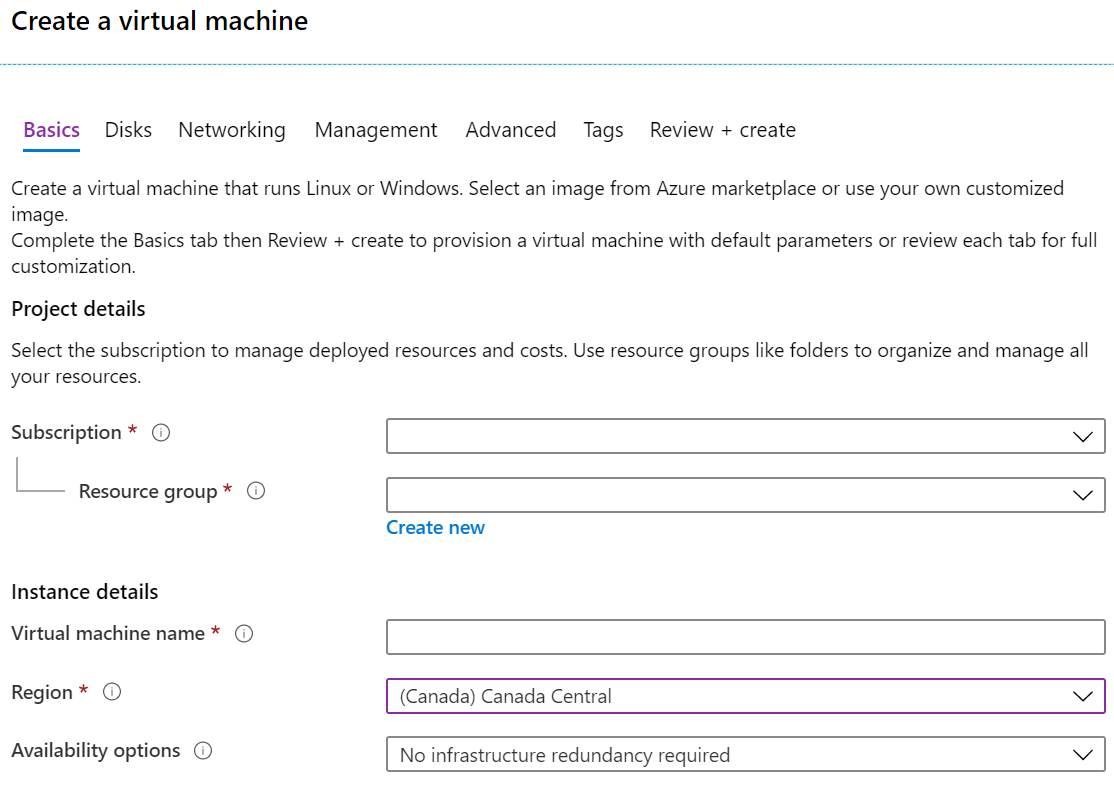 Create a virtual machine
Basics Disks Networking Management Advanced Tags Review + create
Create a virtual machine that runs Linux or Windows. Select an image from Azure marketplace or use your own customized
image.
Complete the Basics tab then Review + create to provision a virtual machine with default parameters or review each tab for full
customization.
Project details
Select the subscription to manage deployed resources and costs. Use resource groups like folders to organize and manage all
your resources.
Subscription *
Resource group *
Create new
Instance details
Virtual machine name *
Region * (Canada) Canada Central
Availability options No infrastructure redundancy required